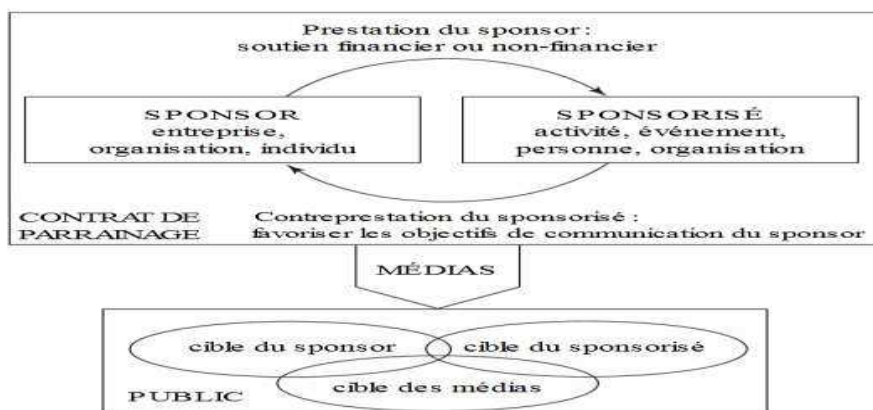 Prestation du sponsor :
soutien financier ou non-financier
SPONSOR
entreprise,
organisation, individu
SPONSORISÉ
activité, événement,
personne, organisation
CONTRAT DE
PARRAINAGE
Contreprestation du sponsorisé :
favoriser les objectifs de communication du sponsor
MÉDIAS
cible du sponsor
cible du sponsorisé
cible des médias
PUBLIC